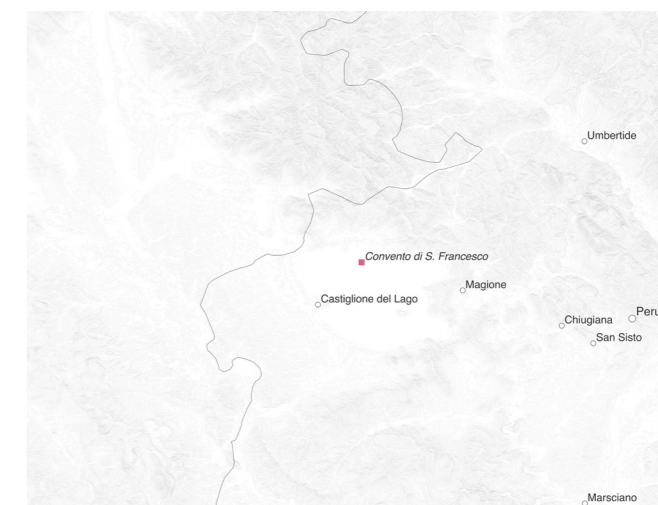 Umbertide
Convento di S. Francesco
Magione
Castiglione del Lago
Peru
Chiugiana
San Sisto
Marsciano